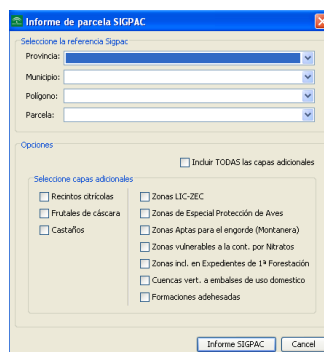 Informe de parcela SIGPAC
Seleccione la referencia Sigpac
Provincia:
Municipio:
Polígono:
Parcela:
Opciones
Incluir TODAS las capas adicionales
Seleccione capas adicionales
Recintos citrícolas
Frutales de cáscara
Castaños
Zonas LIC-ZEC
Zonas de Especial Protección de Aves
Zonas Aptas para el engorde (Montanera)
Zonas vulnerables a la cont. por Nitratos
Zonas incl. en Expedientes de 1ª Forestación
Cuencas vert. a embalses de uso domestico
Formaciones adehesadas
Informe SIGPAC
Cancel